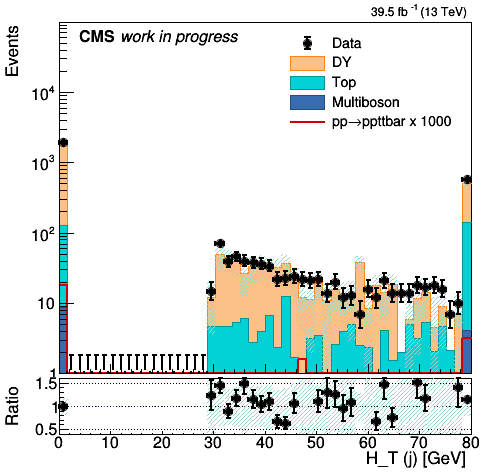 39.5 fb⁻¹ (13 TeV)
CMS work in progress
Events
Data
DY
Top
Multiboson
pp→ppttbar x 1000
10⁴
10³
10²
10
1
Ratio
1.5
1
0.5
0 10 20 30 40 50 60 70 80
H_T (j) [GeV]